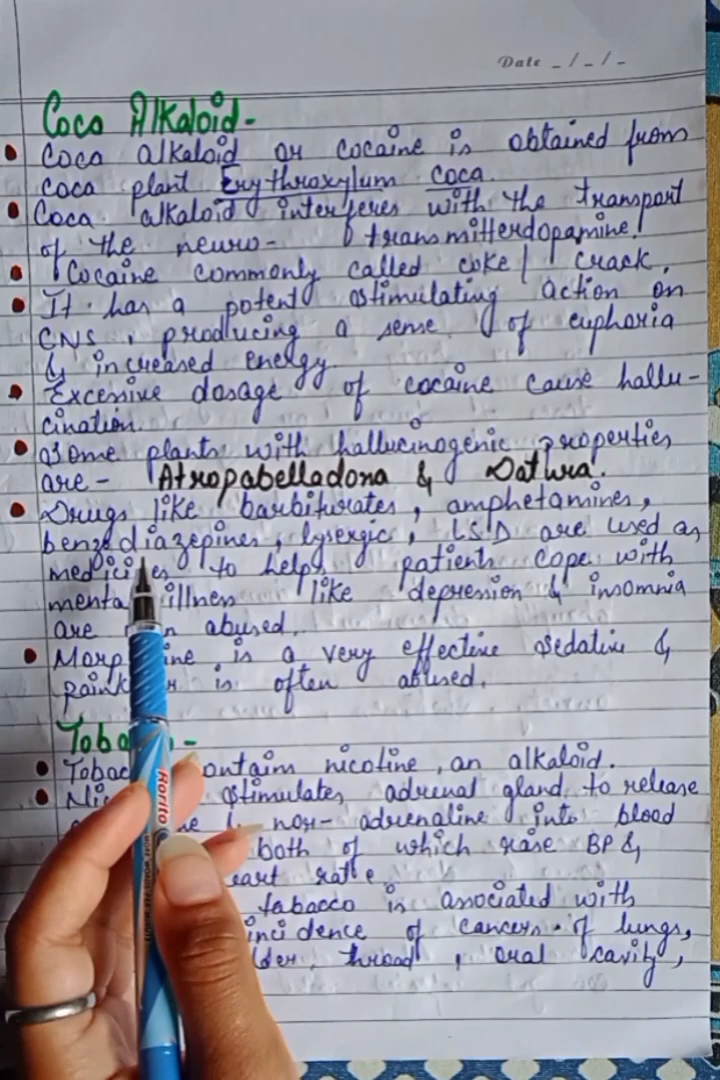 Date _/_/_
Coca Alkaloid-
Coca alkaloid or cocaine is obtained from
coca plant Erythroxylum coca.
Coca alkaloid interferes with the transport
of the neuro- transmitterdopamine.
Cocaine commonly called coke/ crack.
It has a potent stimulating action on
CNS, producing a sense of euphoria
& increased energy.
Excessive dosage of cocaine cause hallu-
cination.
Some plants with hallucinogenic properties
are- Atropabelladona & Datura.
Drugs like barbiturates, amphetamines,
benzodiazepines, lysergic, LSD are used as
to help patients cope with
illness like depression & insomnia
are abused.
is a very effective sedative &
is often abused.
contains nicotine, an alkaloid.
stimulates adrenal gland to release
nor- adrenaline into blood
both of which raise BP &
rate.
tobacco is associated with
incidence of cancers of lungs,
throat, oral cavity,
Rorito